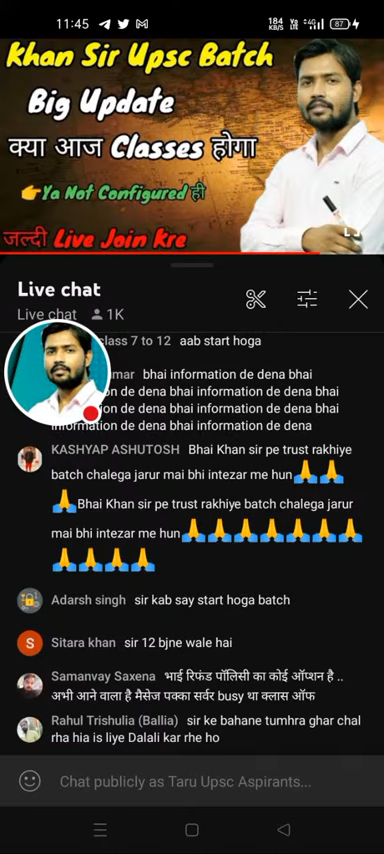 11:45
184 KB/S Vo LTE 4G 87
Khan Sir Upsc Batch
Big Update
क्या आज Classes होगा
👉Ya Not Configured ही
जल्दी Live Join Kre
Live chat
Live chat 1K
class 7 to 12 aab start hoga
mar bhai information de dena bhai
on de dena bhai information de dena bhai
on de dena bhai information de dena bhai
information de dena bhai information de dena
KASHYAP ASHUTOSH Bhai Khan sir pe trust rakhiye
batch chalega jarur mai bhi intezar me hun🙏🙏
🙏Bhai Khan sir pe trust rakhiye batch chalega jarur
mai bhi intezar me hun🙏🙏🙏🙏🙏🙏🙏
🙏🙏🙏🙏
Adarsh singh sir kab say start hoga batch
S Sitara khan sir 12 bjne wale hai
Samanvay Saxena भाई रिफंड पॉलिसी का कोई ऑप्शन है ..
अभी आने वाला है मैसेज पक्का सर्वर busy था क्लास ऑफ
Rahul Trishulia (Ballia) sir ke bahane tumhra ghar chal
rha hia is liye Dalali kar rhe ho
Chat publicly as Taru Upsc Aspirants...